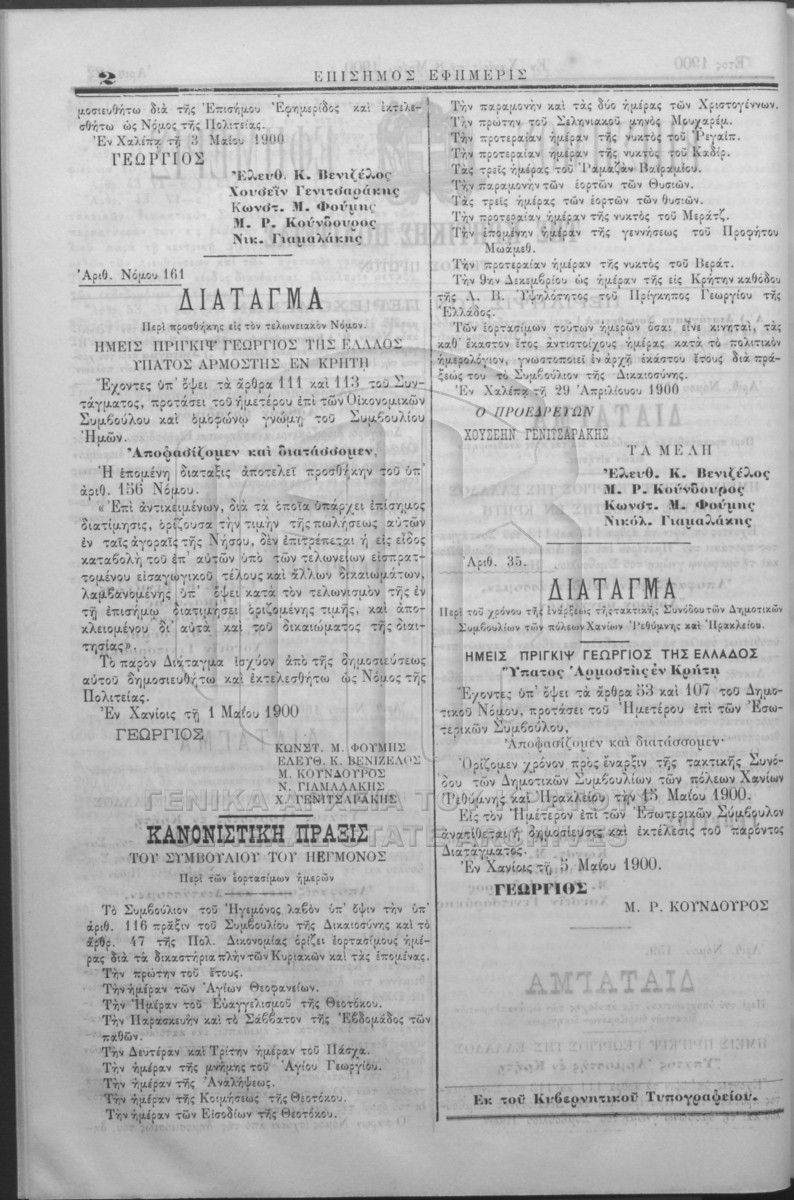 2
ΕΠΙΣΗΜΟΣ ΕΦΗΜΕΡΙΣ
μοσιευθήτω διὰ τῆς Ἐπισήμου Ἐφημερίδος καὶ ἐκτελε-
σθήτω ὡς Νόμος τῆς Πολιτείας.
Ἐν Χαλέπᾳ τῇ 3 Μαΐου 1900
ΓΕΩΡΓΙΟΣ
Ἐλευθ. Κ. Βενιζέλος
Χουσεῒν Γενιτσαράκης
Κωνστ. Μ. Φούμης
Μ. Ρ. Κούνδουρος
Νικ. Γιαμαλάκης
Ἀριθ. Νόμου 161
ΔΙΑΤΑΓΜΑ
Περὶ προσθήκης εἰς τὸν τελωνειακὸν Νόμον.
ΗΜΕΙΣ ΠΡΙΓΚΙΨ ΓΕΩΡΓΙΟΣ ΤΗΣ ΕΛΛΑΔΟΣ
ΥΠΑΤΟΣ ΑΡΜΟΣΤΗΣ ΕΝ ΚΡΗΤΗ
Ἔχοντες ὑπ' ὄψει τὰ ἄρθρα 111 καὶ 113 τοῦ Συν-
τάγματος, προτάσει τοῦ ἡμετέρου ἐπὶ τῶν Οἰκονομικῶν
Συμβούλου καὶ ὁμοφώνῳ γνώμῃ τοῦ Συμβουλίου
Ἡμῶν.
Ἀποφασίζομεν καὶ διατάσσομεν,
Ἡ ἑπομένη διάταξις ἀποτελεῖ προσθήκην τοῦ ὑπ'
ἀριθ. 156 Νόμου.
« Ἐπὶ ἀντικειμένων, διὰ τὰ ὁποῖα ὑπάρχει ἐπίσημος
διατίμησις, ὁρίζουσα τὴν τιμὴν τῆς πωλήσεως αὐτῶν
ἐν ταῖς ἀγοραῖς τῆς Νήσου, δὲν ἐπιτρέπεται ἡ εἰς εἶδος
καταβολὴ τοῦ ἐπ' αὐτῶν ὑπὸ τῶν τελωνείων εἰσπρατ-
τομένου εἰσαγωγικοῦ τέλους καὶ ἄλλων δικαιωμάτων,
λαμβανομένης ὑπ' ὄψει κατὰ τὸν τελωνισμὸν τῆς ἐν
τῇ ἐπισήμῳ διατιμήσει ὁριζομένης τιμῆς, καὶ ἀπο-
κλειομένου δι' αὐτὰ καὶ τοῦ δικαιώματος τῆς διαι-
τησίας».
Τὸ παρὸν Διάταγμα ἰσχῦον ἀπὸ τῆς δημοσιεύσεως
αὐτοῦ δημοσιευθήτω καὶ ἐκτελεσθήτω ὡς Νόμος τῆς
Πολιτείας.
Ἐν Χανίοις τῇ 1 Μαΐου 1900
ΓΕΩΡΓΙΟΣ
ΚΩΝΣΤ. Μ. ΦΟΥΜΗΣ
ΕΛΕΥΘ. Κ. ΒΕΝΙΖΕΛΟΣ
Μ. ΚΟΥΝΔΟΥΡΟΣ
Ν. ΓΙΑΜΑΛΑΚΗΣ
Χ. ΓΕΝΙΤΣΑΡΑΚΗΣ
ΚΑΝΟΝΙΣΤΙΚΗ ΠΡΑΞΙΣ
ΤΟΥ ΣΥΜΒΟΥΛΙΟΥ ΤΟΥ ΗΓΕΜΟΝΟΣ
Περὶ τῶν ἑορτασίμων ἡμερῶν
Τὸ Συμβούλιον τοῦ Ἡγεμόνος λαβὸν ὑπ' ὄψιν τὴν ὑπ'
ἀριθ. 116 πρᾶξιν τοῦ Συμβουλίου τῆς Δικαιοσύνης καὶ τὸ
ἄρθρ. 47 τῆς Πολ. Δικονομίας ὁρίζει ἑορτασίμους ἡμέ-
ρας διὰ τὰ δικαστήρια πλὴν τῶν Κυριακῶν καὶ τὰς ἑπομένας.
Τὴν πρώτην τοῦ ἔτους.
Τὴν ἡμέραν τῶν Ἁγίων Θεοφανείων.
Τὴν Ἡμέραν τοῦ Εὐαγγελισμοῦ τῆς Θεοτόκου.
Τὴν Παρασκευὴν καὶ τὸ Σάββατον τῆς Ἑβδομάδος τῶν
παθῶν.
Τὴν Δευτέραν καὶ Τρίτην ἡμέραν τοῦ Πάσχα.
Τὴν ἡμέραν τῆς μνήμης τοῦ Ἁγίου Γεωργίου.
Τὴν ἡμέραν τῆς Ἀναλήψεως.
Τὴν ἡμέραν τῆς Κοιμήσεως τῆς Θεοτόκου.
Τὴν ἡμέραν τῶν Εἰσοδίων τῆς Θεοτόκου.
Τὴν παραμονὴν καὶ τὰς δύο ἡμέρας τῶν Χριστογέννων.
Τὴν πρώτην τοῦ Σεληνιακοῦ μηνὸς Μουχαρέμ.
Τὴν προτεραίαν ἡμέραν τῆς νυκτὸς τοῦ Ρεγαίπ.
Τὴν προτεραίαν ἡμέραν τῆς νυκτὸς τοῦ Καδίρ.
Τὰς τρεῖς ἡμέρας τοῦ Ῥαμαζὰν Βαϊραμίου.
Τὴν παραμονὴν τῶν ἑορτῶν τῶν Θυσιῶν.
Τὰς τρεῖς ἡμέρας τῶν ἑορτῶν τῶν θυσιῶν.
Τὴν προτεραίαν ἡμέραν τῆς νυκτὸς τοῦ Μεράτζ.
Τὴν ἑπομένην ἡμέραν τῆς γεννήσεως τοῦ Προφήτου
Μωάμεθ.
Τὴν προτεραίαν ἡμέραν τῆς νυκτὸς τοῦ Βεράτ.
Τὴν 9ην Δεκεμβρίου ὡς ἡμέραν τῆς εἰς Κρήτην καθόδου
τῆς Α. Β. Ὑψηλότητος τοῦ Πρίγκηπος Γεωργίου τῆς
Ἑλλάδος.
Τῶν ἑορτασίμων τούτων ἡμερῶν ὅσαι εἶνε κινηταί, τὰς
καθ' ἕκαστον ἔτος ἀντιστοίχους ἡμέρας κατὰ τὸ πολιτικὸν
ἡμερολόγιον, γνωστοποιεῖ ἐν ἀρχῇ ἑκάστου ἔτους διὰ πρά-
ξεώς του τὸ Συμβούλιον τῆς Δικαιοσύνης.
Ἐν Χαλέπᾳ τῇ 29 Ἀπριλίουου 1900
Ο ΠΡΟΕΔΡΕΥΩΝ
ΧΟΥΣΕΗΝ ΓΕΝΙΤΣΑΡΑΚΗΣ
ΤΑ ΜΕΛΗ
Ἐλευθ. Κ. Βενιζέλος
Μ. Ρ. Κούνδουρος
Κωνστ. Μ. Φούμης
Νικόλ. Γιαμαλάκης
Ἀριθ. 35.
ΔΙΑΤΑΓΜΑ
Περὶ τοῦ χρόνου τῆς ἐνάρξεως τῆς τακτικῆς Συνόδου τῶν Δημοτικῶν
Συμβουλίων τῶν πόλεων Χανίων Ῥεθύμνης καὶ Ἡρακλείου.
ΗΜΕΙΣ ΠΡΙΓΚΙΨ ΓΕΩΡΓΙΟΣ ΤΗΣ ΕΛΛΑΔΟΣ
Ὕπατος Ἁρμοστὴς ἐν Κρήτῃ
Ἔχοντες ὑπ' ὄψει τὰ ἄρθρα 53 καὶ 107 τοῦ Δημο-
τικοῦ Νόμου, προτάσει τοῦ Ἡμετέρου ἐπὶ τῶν Ἐσω-
τερικῶν Συμβούλου,
Ἀποφασίζομεν καὶ διατάσσομεν·
Ὁρίζομεν χρόνον πρὸς ἔναρξιν τῆς τακτικῆς Συνό-
δου τῶν Δημοτικῶν Συμβουλίων τῶν πόλεων Χανίων
Ῥεθύμνης καὶ Ἡρακλείου τὴν 15 Μαΐου 1900.
Εἰς τὸν Ἡμέτερον ἐπὶ τῶν Ἐσωτερικῶν Σύμβουλον
ἀνατίθεται ἡ δημοσίευσις καὶ ἐκτέλεσις τοῦ παρόντος
Διατάγματος.
Ἐν Χανίοις τῇ 5 Μαΐου 1900.
ΓΕΩΡΓΙΟΣ
Μ. Ρ. ΚΟΥΝΔΟΥΡΟΣ
Ἐκ τοῦ Κυβερνητικοῦ Τυπογραφείου.